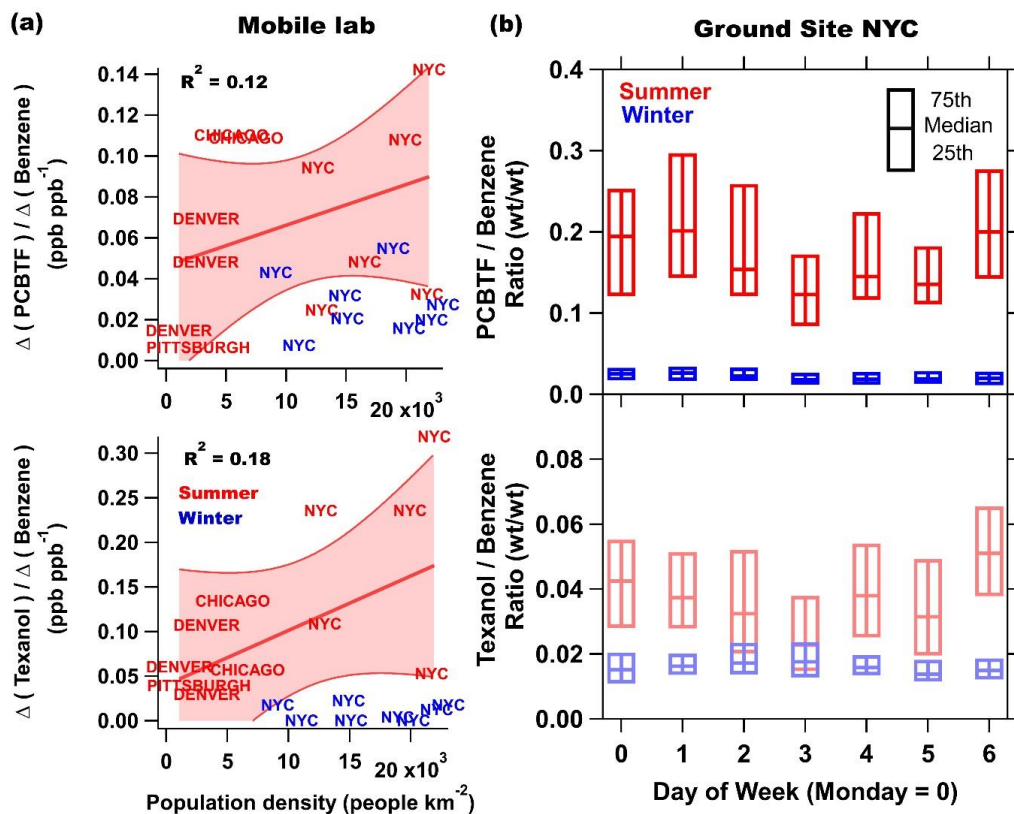 (a)
Mobile lab
Δ ( PCBTF ) / Δ ( Benzene )
(ppb ppb⁻¹)
0.14
0.12
0.10
0.08
0.06
0.04
0.02
0.00
R² = 0.12
NYC
CHICAGO
CHICAGO
NYC
NYC
DENVER
NYC
DENVER
NYC
NYC
NYC
NYC
NYC
NYC
NYC
NYC
DENVER
NYC
NYC
PITTSBURGH
0
5
10
15
20 x10³
Δ ( Texanol ) / Δ ( Benzene )
(ppb ppb⁻¹)
0.30
0.25
0.20
0.15
0.10
0.05
0.00
R² = 0.18
Summer
Winter
NYC
NYC
NYC
CHICAGO
DENVER
NYC
DENVER
CHICAGO
NYC
PITTSBURGH
DENVER
NYC
NYC
NYC
NYC
NYC
NYC
NYC
NYC
NYC
0
5
10
15
20 x10³
Population density (people km⁻²)
(b)
Ground Site NYC
PCBTF / Benzene
Ratio (wt/wt)
0.4
0.3
0.2
0.1
0.0
Summer
Winter
75th
Median
25th
Texanol / Benzene
Ratio (wt/wt)
0.08
0.06
0.04
0.02
0.00
0 1 2 3 4 5 6
Day of Week (Monday = 0)